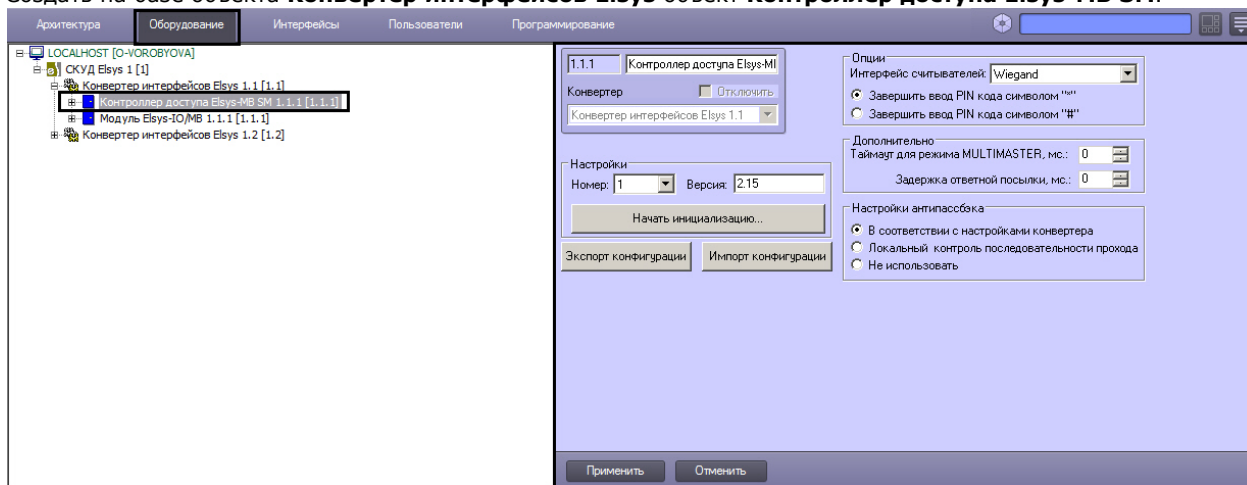 Создать на базе объекта Конвертер интерфейсов Elsys объект Контроллер доступа Elsys-MB SM.
Архитектура Оборудование Интерфейсы Пользователи Программирование
LOCALHOST [O-VOROBYOVA]
СКУД Elsys 1 [1]
Конвертер интерфейсов Elsys 1.1 [1.1]
Контроллер доступа Elsys-MB SM 1.1.1 [1.1.1]
Модуль Elsys-IO/MB 1.1.1 [1.1.1]
Конвертер интерфейсов Elsys 1.2 [1.2]
1.1.1 Контроллер доступа Elsys-MI
Конвертер Отключить
Конвертер интерфейсов Elsys 1.1
Настройки
Номер: 1 Версия: 2.15
Начать инициализацию...
Экспорт конфигурации Импорт конфигурации
Опции
Интерфейс считывателей: Wiegand
Завершить ввод PIN кода символом "*"
Завершить ввод PIN кода символом "#"
Дополнительно
Таймаут для режима MULTIMASTER, мс.: 0
Задержка ответной посылки, мс.: 0
Настройки антипассбэка
В соответствии с настройками конвертера
Локальный контроль последовательности прохода
Не использовать
Применить Отменить